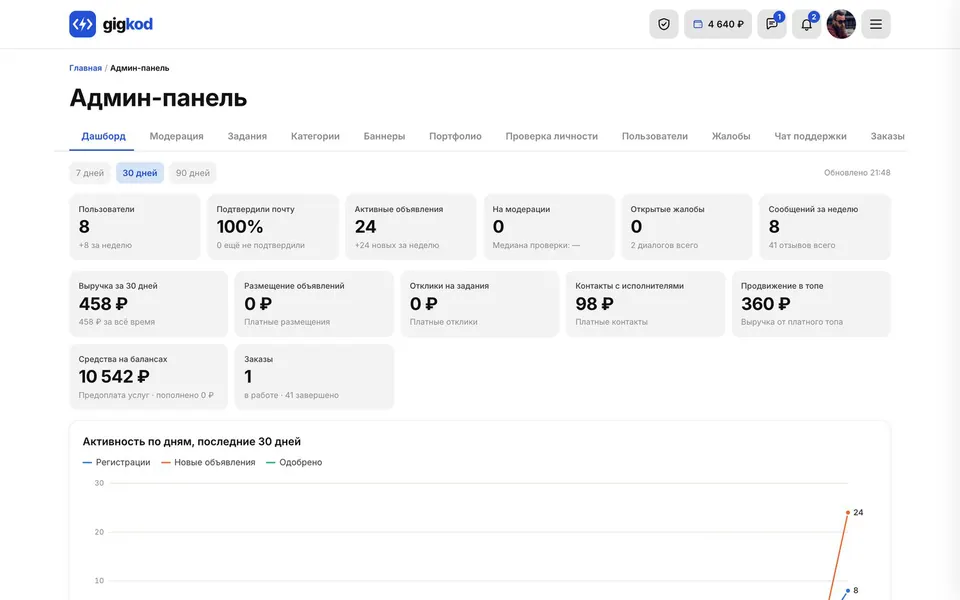 gigkod
4 640 ₽
1
2
Главная / Админ-панель
Админ-панель
Дашборд Модерация Задания Категории Баннеры Портфолио Проверка личности Пользователи Жалобы Чат поддержки Заказы
7 дней 30 дней 90 дней Обновлено 21:48
Пользователи Подтвердили почту Активные объявления На модерации Открытые жалобы Сообщений за неделю
8 100% 24 0 0 8
+8 за неделю 0 ещё не подтвердили +24 новых за неделю Медиана проверки: — 2 диалогов всего 41 отзывов всего
Выручка за 30 дней Размещение объявлений Отклики на задания Контакты с исполнителями Продвижение в топе
458 ₽ 0 ₽ 0 ₽ 98 ₽ 360 ₽
458 ₽ за всё время Платные размещения Платные отклики Платные контакты Выручка от платного топа
Средства на балансах Заказы
10 542 ₽ 1
Предоплата услуг · пополнено 0 ₽ в работе · 41 завершено
Активность по дням, последние 30 дней
Регистрации Новые объявления Одобрено
30
24
20
10
8